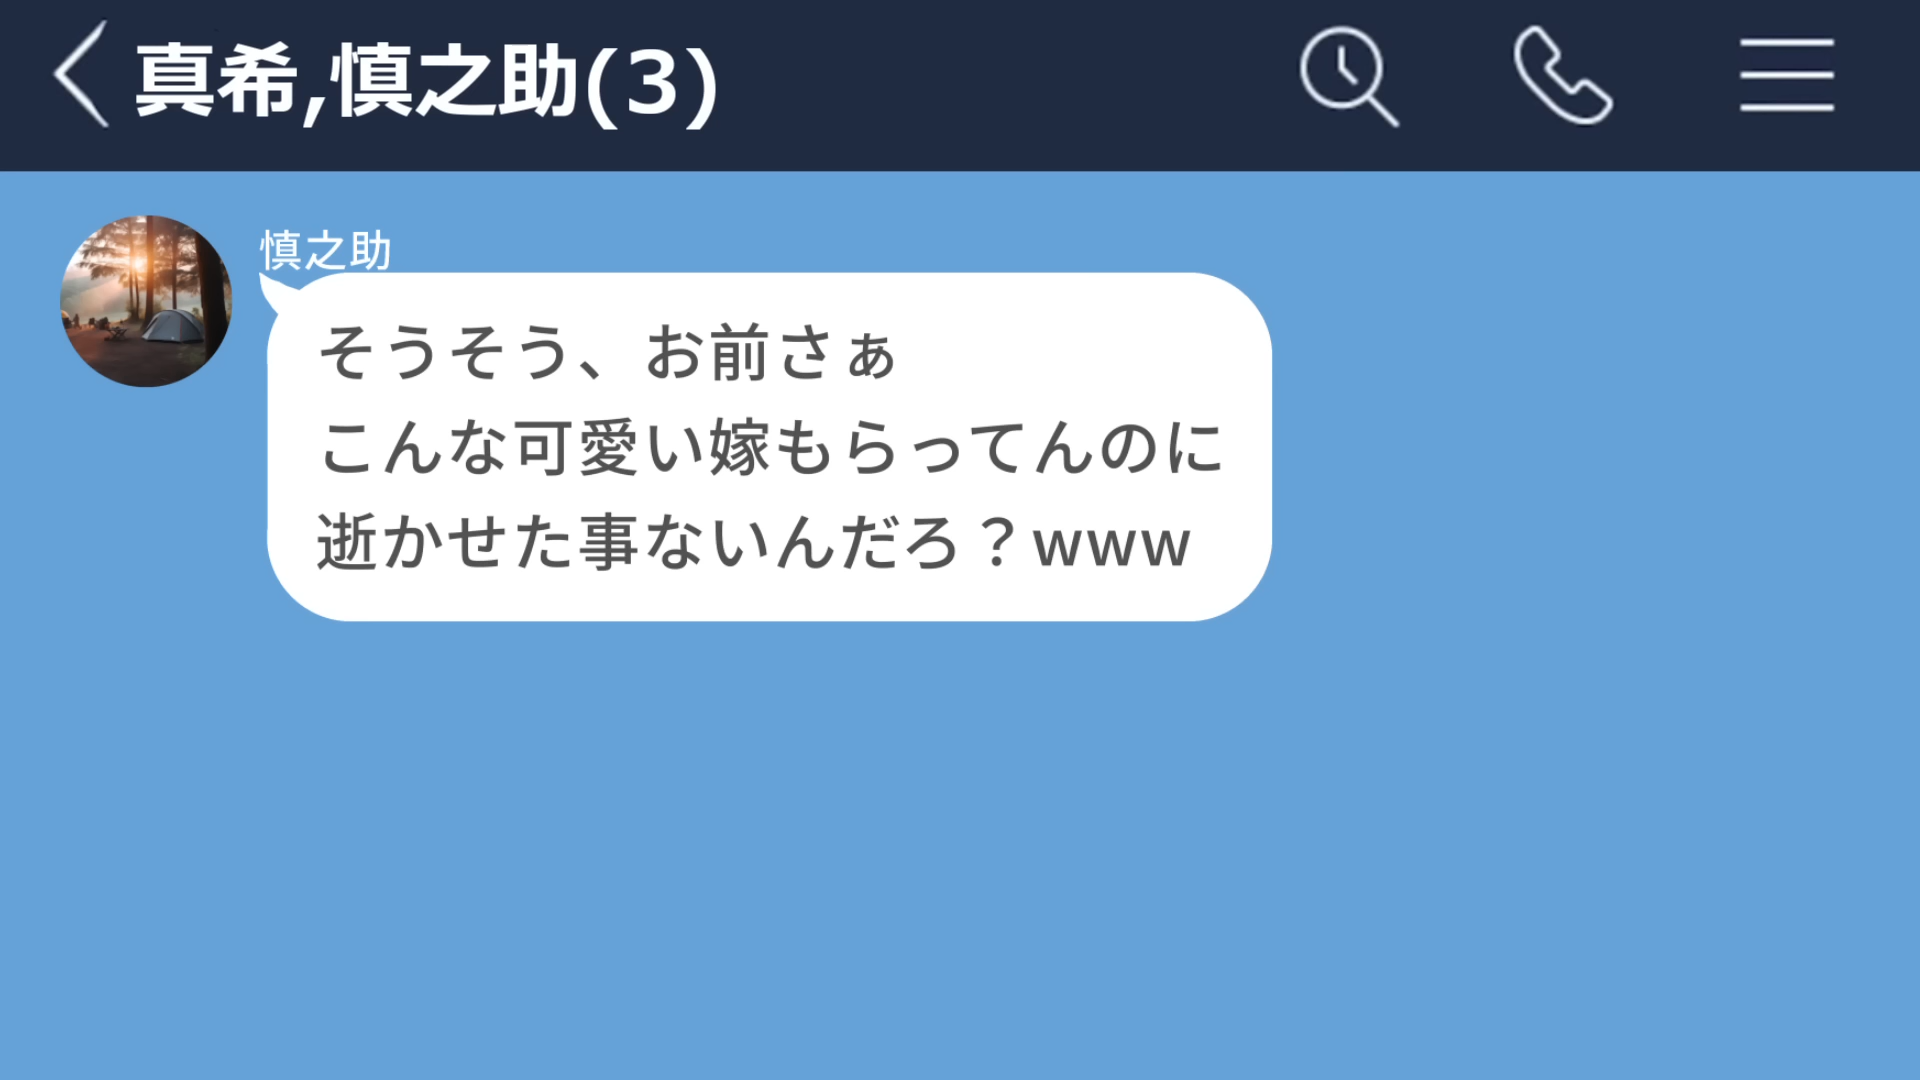 真希,慎之助(3)
慎之助
そうそう、お前さぁ
こんな可愛い嫁もらってんのに
逝かせた事ないんだろ？www